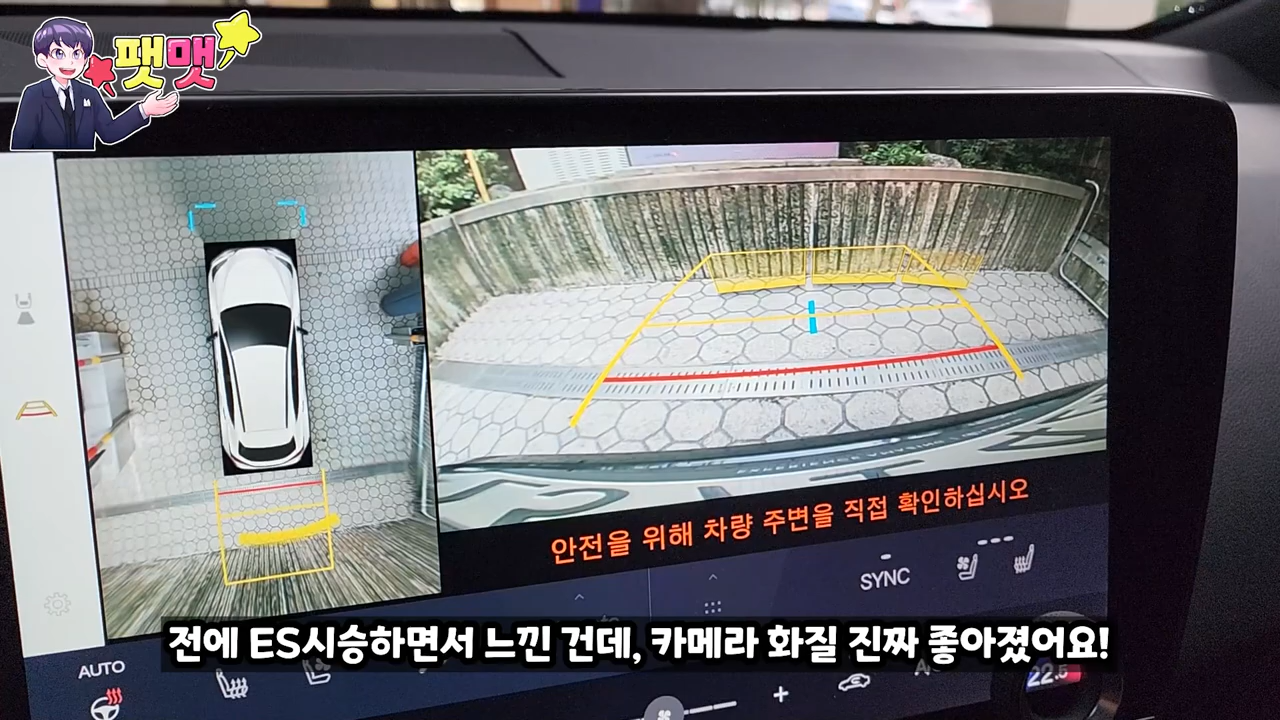 팻맷
안전을 위해 차량 주변을 직접 확인하십시오
SYNC
전에 ES시승하면서 느낀 건데, 카메라 화질 진짜 좋아졌어요!
AUTO
22.5